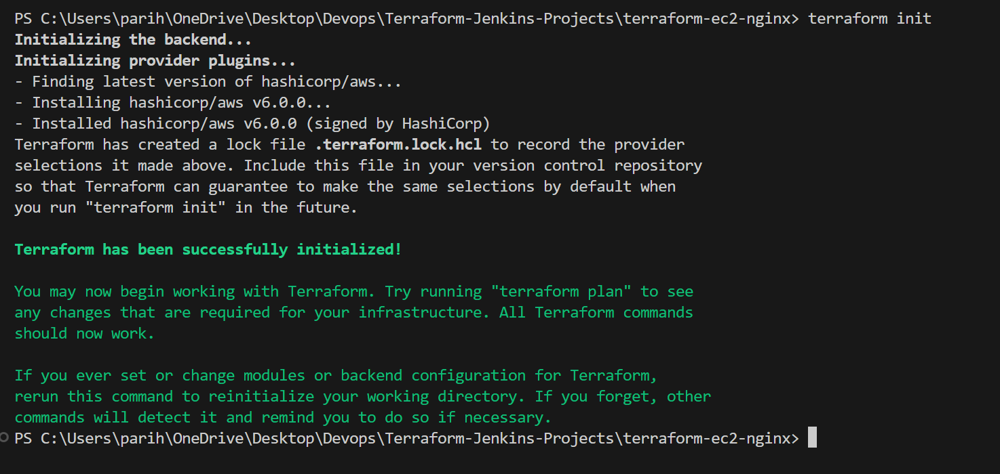 PS C:\Users\parih\OneDrive\Desktop\Devops\Terraform-Jenkins-Projects\terraform-ec2-nginx> terraform init
Initializing the backend...
Initializing provider plugins...
- Finding latest version of hashicorp/aws...
- Installing hashicorp/aws v6.0.0...
- Installed hashicorp/aws v6.0.0 (signed by HashiCorp)
Terraform has created a lock file .terraform.lock.hcl to record the provider
selections it made above. Include this file in your version control repository
so that Terraform can guarantee to make the same selections by default when
you run "terraform init" in the future.
Terraform has been successfully initialized!
You may now begin working with Terraform. Try running "terraform plan" to see
any changes that are required for your infrastructure. All Terraform commands
should now work.
If you ever set or change modules or backend configuration for Terraform,
rerun this command to reinitialize your working directory. If you forget, other
commands will detect it and remind you to do so if necessary.
PS C:\Users\parih\OneDrive\Desktop\Devops\Terraform-Jenkins-Projects\terraform-ec2-nginx>